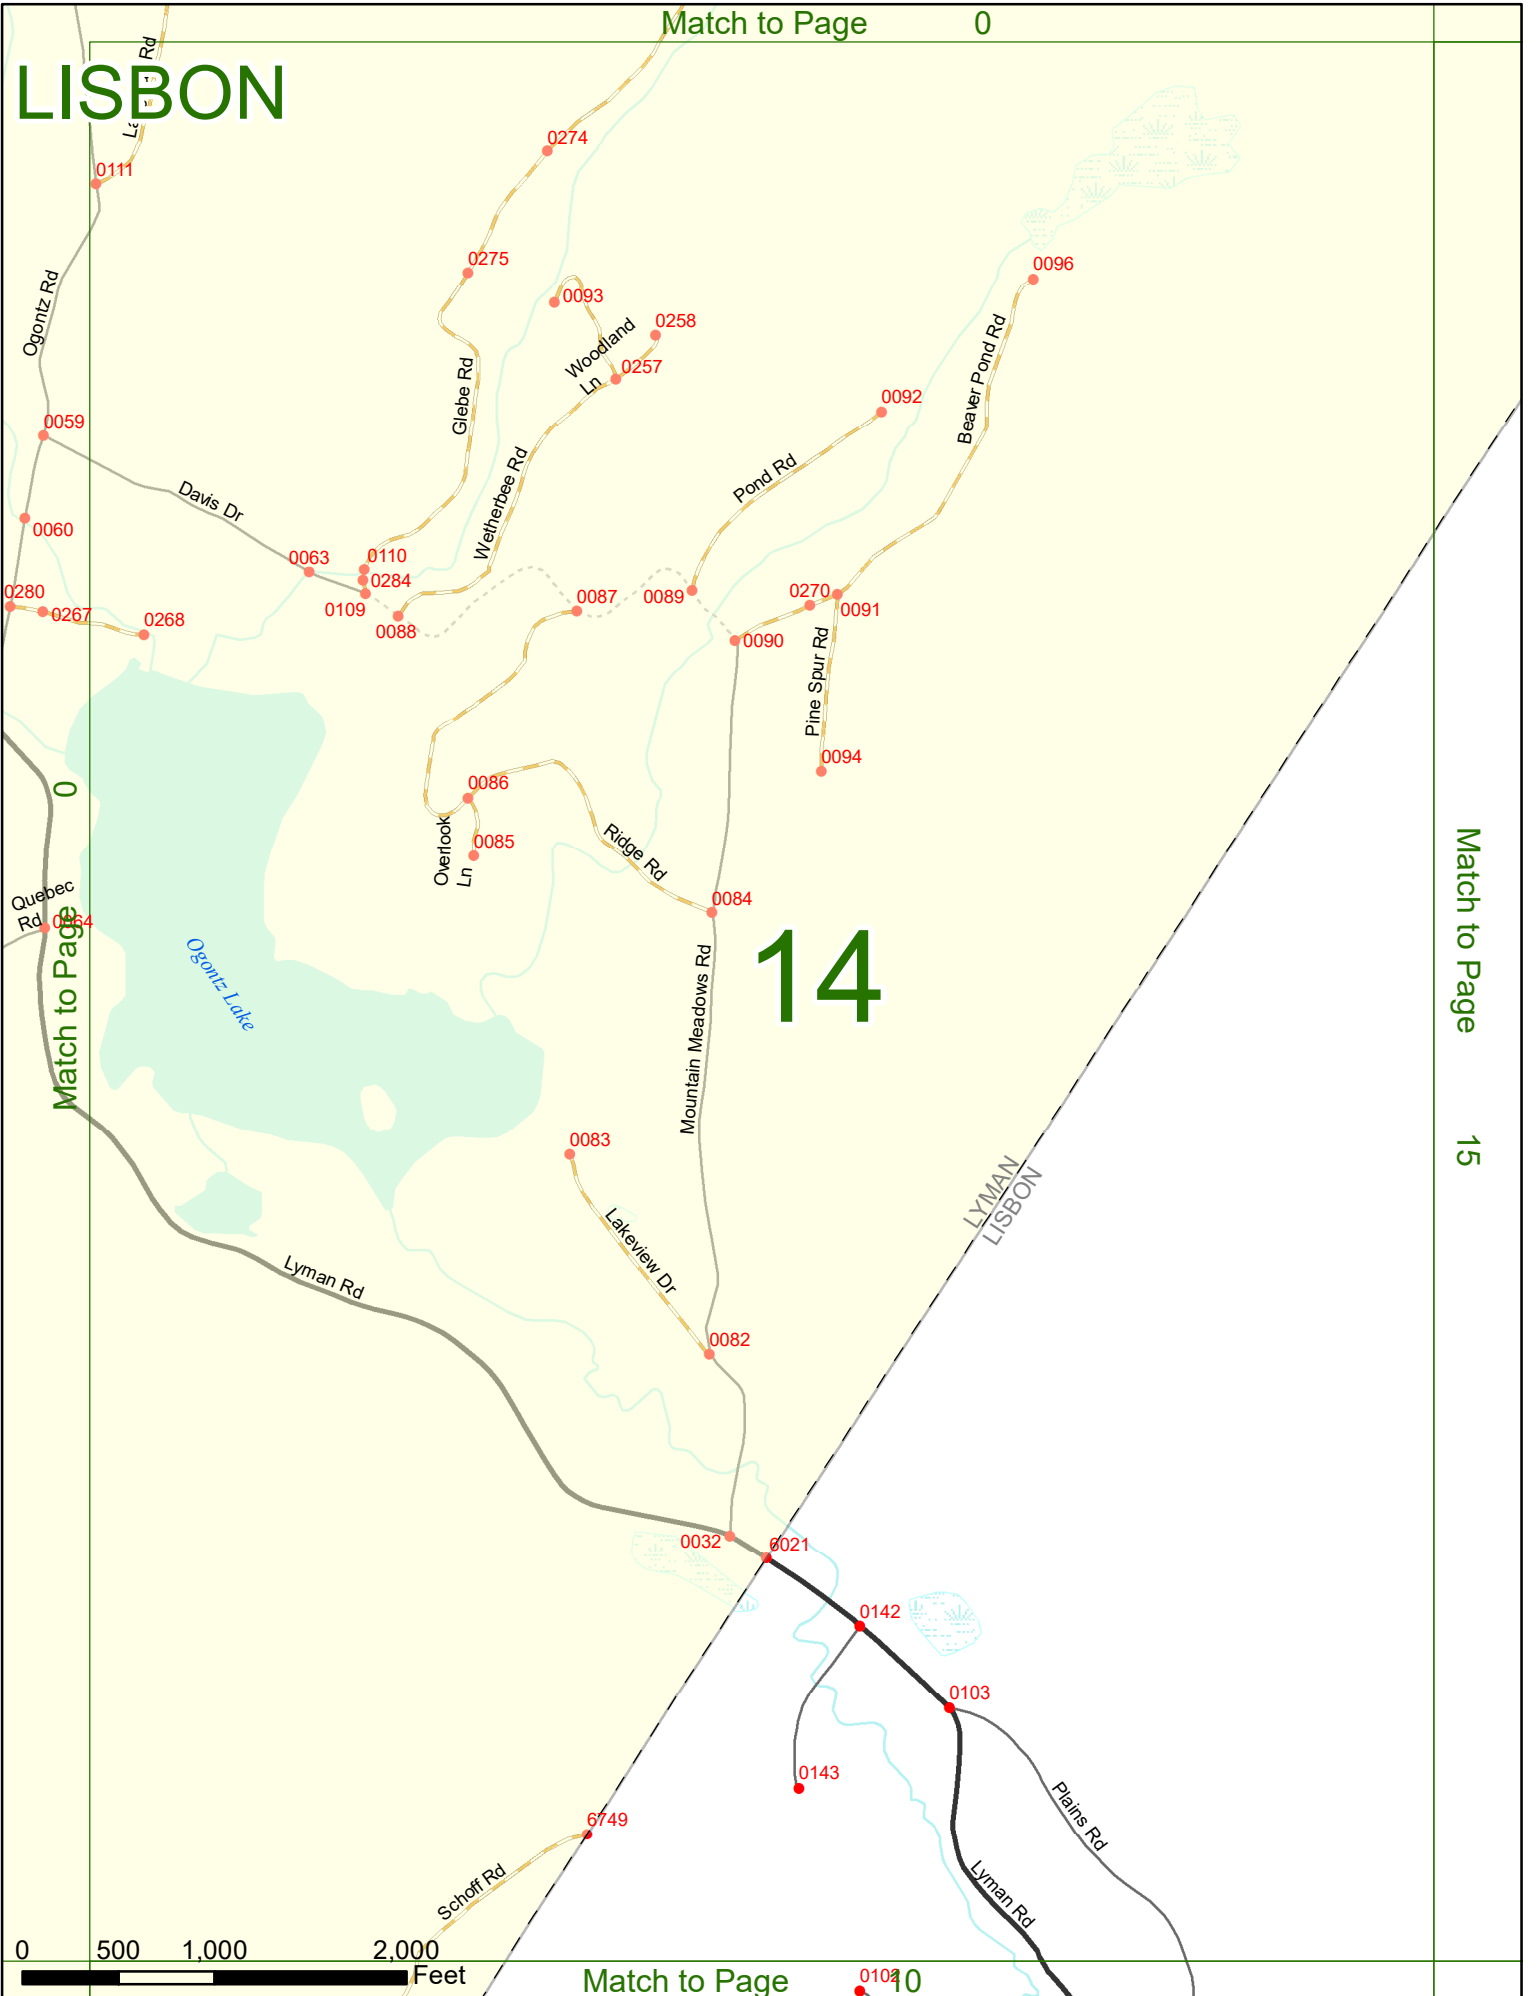 Match to Page 0
LISBON
Rd
0111
0274
0275
0093
0258
Woodland
Ln
0257
0096
Ogontz Rd
Glebe Rd
0092
Beaver Pond Rd
0059
Pond Rd
Davis Dr
Wetherbee Rd
0060
0063
0110
0284
0109
0088
0087
0089
0270
0091
0280
0267
0268
0090
Pine Spur Rd
0094
0
Match to Page
0086
0085
Overlook
Ln
Ridge Rd
0084
Quebec
Rd
0064
Ogontz Lake
14
Mountain Meadows Rd
Match to Page 15
0083
LYMAN
LISBON
Lakeview Dr
Lyman Rd
0082
0032
6021
0142
0103
0143
Plains Rd
6749
Schoff Rd
Lyman Rd
0 500 1,000 2,000
Feet
Match to Page 10
0102